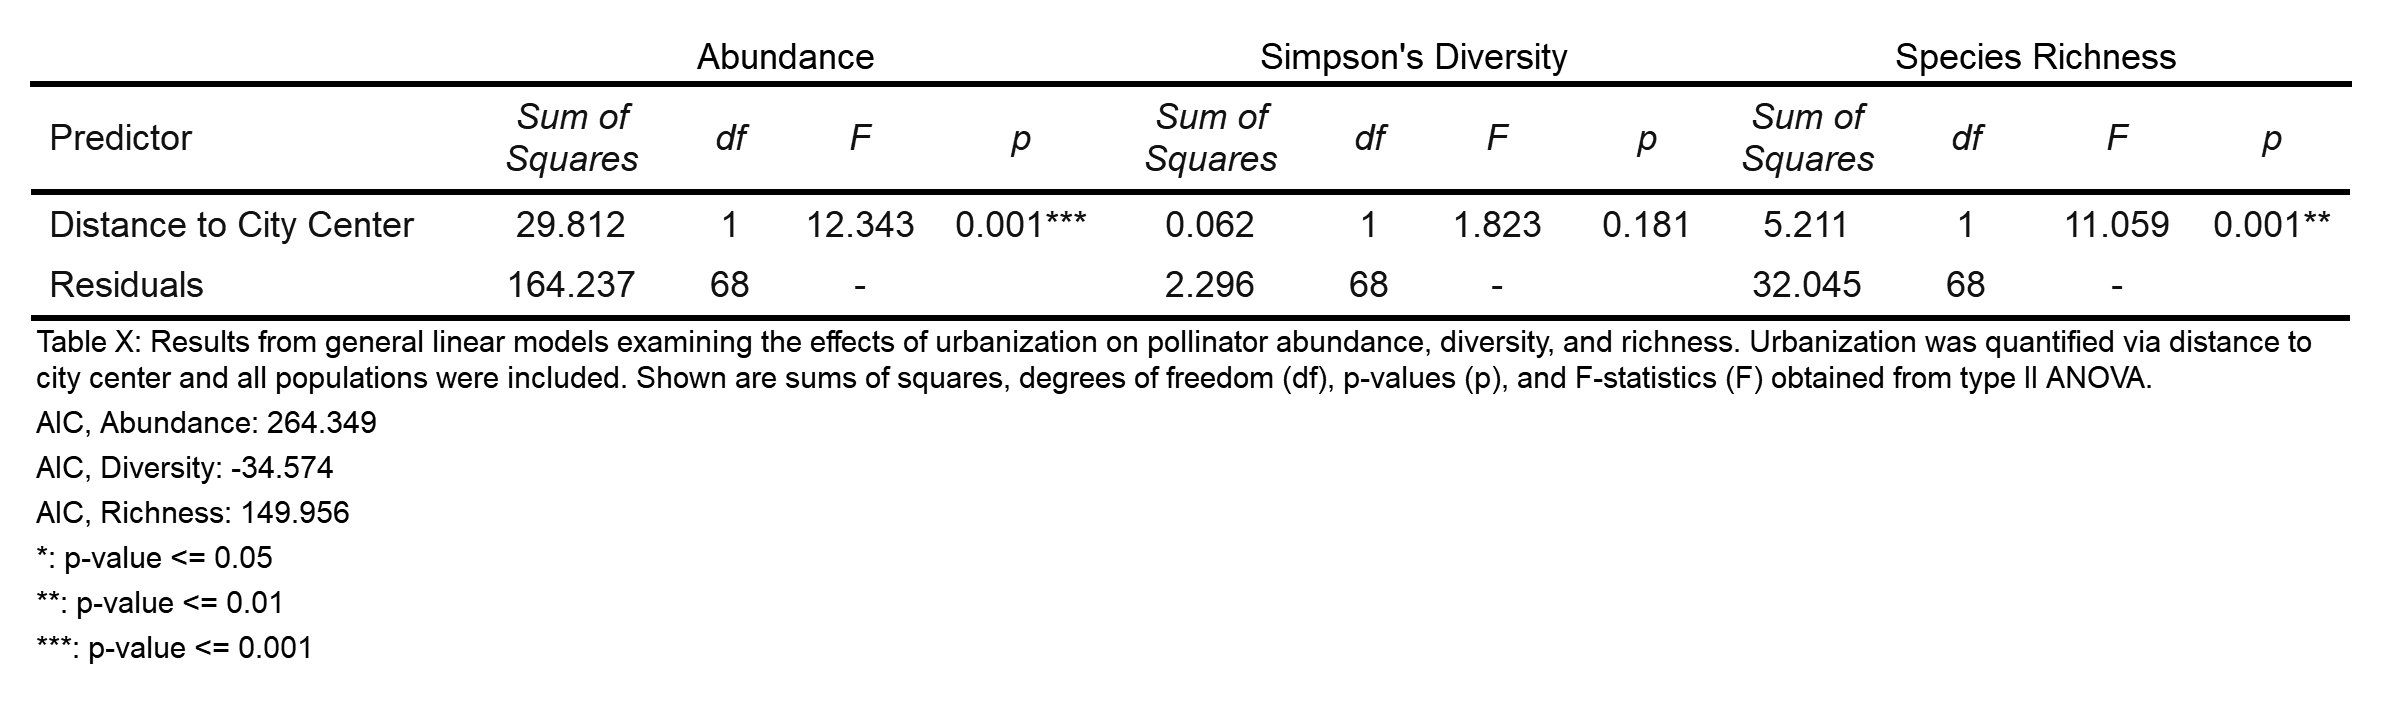 Abundance Simpson's Diversity Species Richness
Predictor Sum of Squares df F p Sum of Squares df F p Sum of Squares df F p
Distance to City Center 29.812 1 12.343 0.001*** 0.062 1 1.823 0.181 5.211 1 11.059 0.001**
Residuals 164.237 68 - 2.296 68 - 32.045 68 -
Table X: Results from general linear models examining the effects of urbanization on pollinator abundance, diversity, and richness. Urbanization was quantified via distance to
city center and all populations were included. Shown are sums of squares, degrees of freedom (df), p-values (p), and F-statistics (F) obtained from type II ANOVA.
AIC, Abundance: 264.349
AIC, Diversity: -34.574
AIC, Richness: 149.956
*: p-value <= 0.05
**: p-value <= 0.01
***: p-value <= 0.001